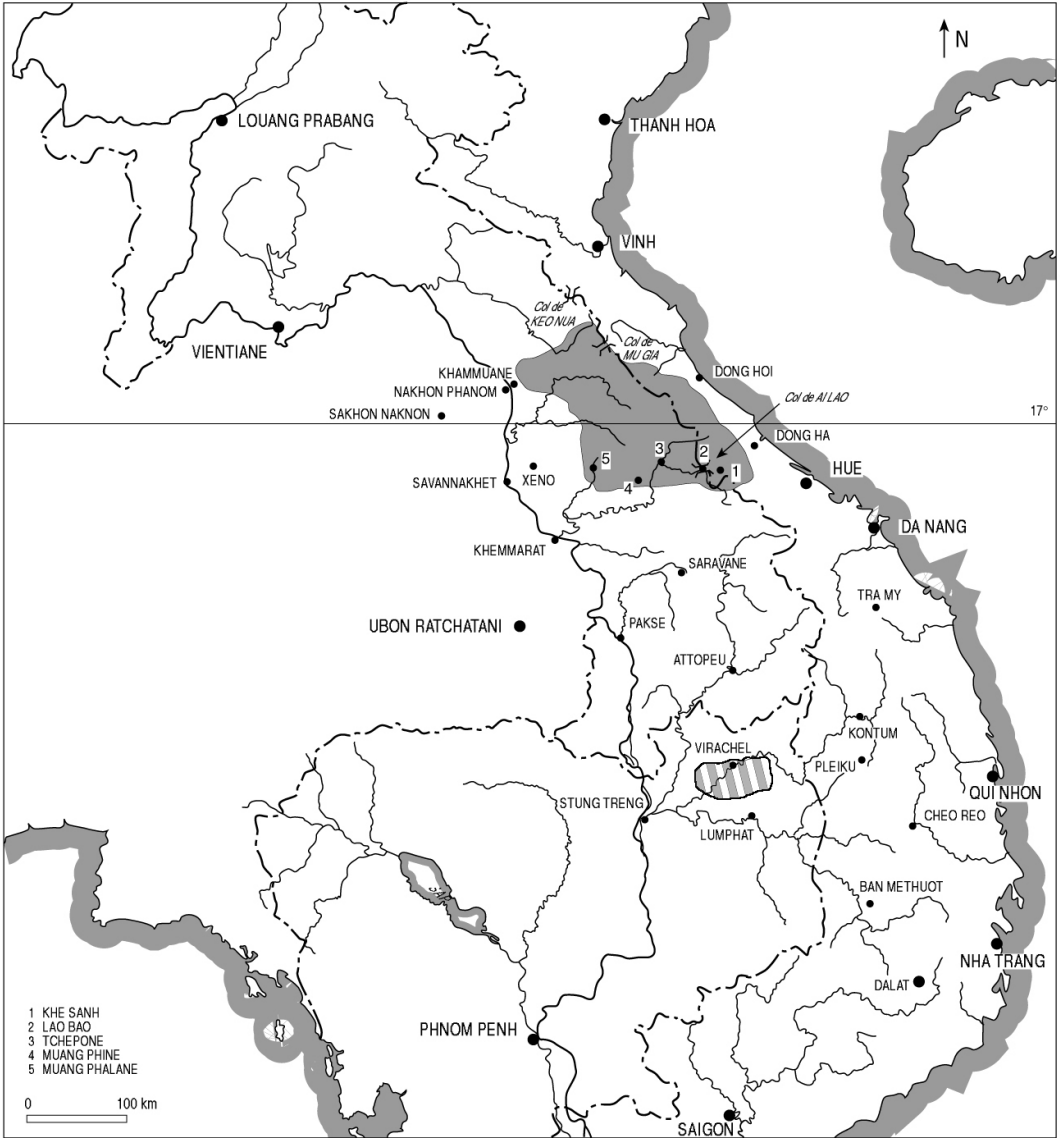 N
LOUANG PRABANG
THANH HOA
VINH
Col de
KEO NUA
VIENTIANE
Col de
MU GIA
KHAMMUANE
NAKHON PHANOM
DONG HOI
Col de AI LAO
SAKHON NAKNON
17°
DONG HA
3
2
5
1
HUE
XENO
4
SAVANNAKHET
DA NANG
KHEMMARAT
SARAVANE
TRA MY
UBON RATCHATANI
PAKSE
ATTOPEU
KONTUM
VIRACHEL
PLEIKU
QUI NHON
STUNG TRENG
CHEO REO
LUMPHAT
BAN METHUOT
NHA TRANG
DALAT
1 KHE SANH
2 LAO BAO
3 TCHEPONE
4 MUANG PHINE
5 MUANG PHALANE
PHNOM PENH
0 100 km
SAIGON